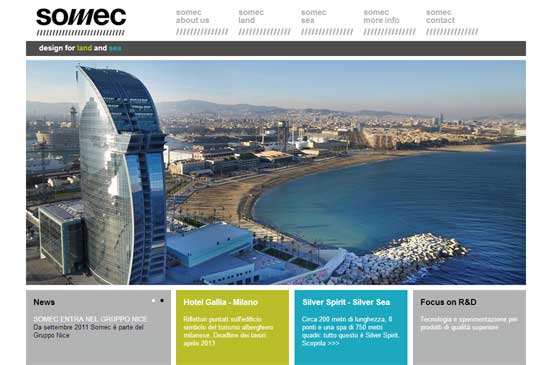 somec
somec about us
somec land
somec sea
somec more info
somec contact
design for land and sea
News
SOMEC ENTRA NEL GRUPPO NICE
Da settembre 2011 Somec è parte del
Gruppo Nice
Hotel Gallia - Milano
Riflettori puntati sull'edificio
simbolo del turismo alberghiero
milanese. Deadline dei lavori:
aprile 2013
Silver Spirit - Silver Sea
Circa 200 metri di lunghezza, 8
ponti e una spa di 750 metri
quadri: tutto questo è Silver Spirit.
Scoprila >>>
Focus on R&D
Tecnologia e sperimentazione per
prodotti di qualità superiore